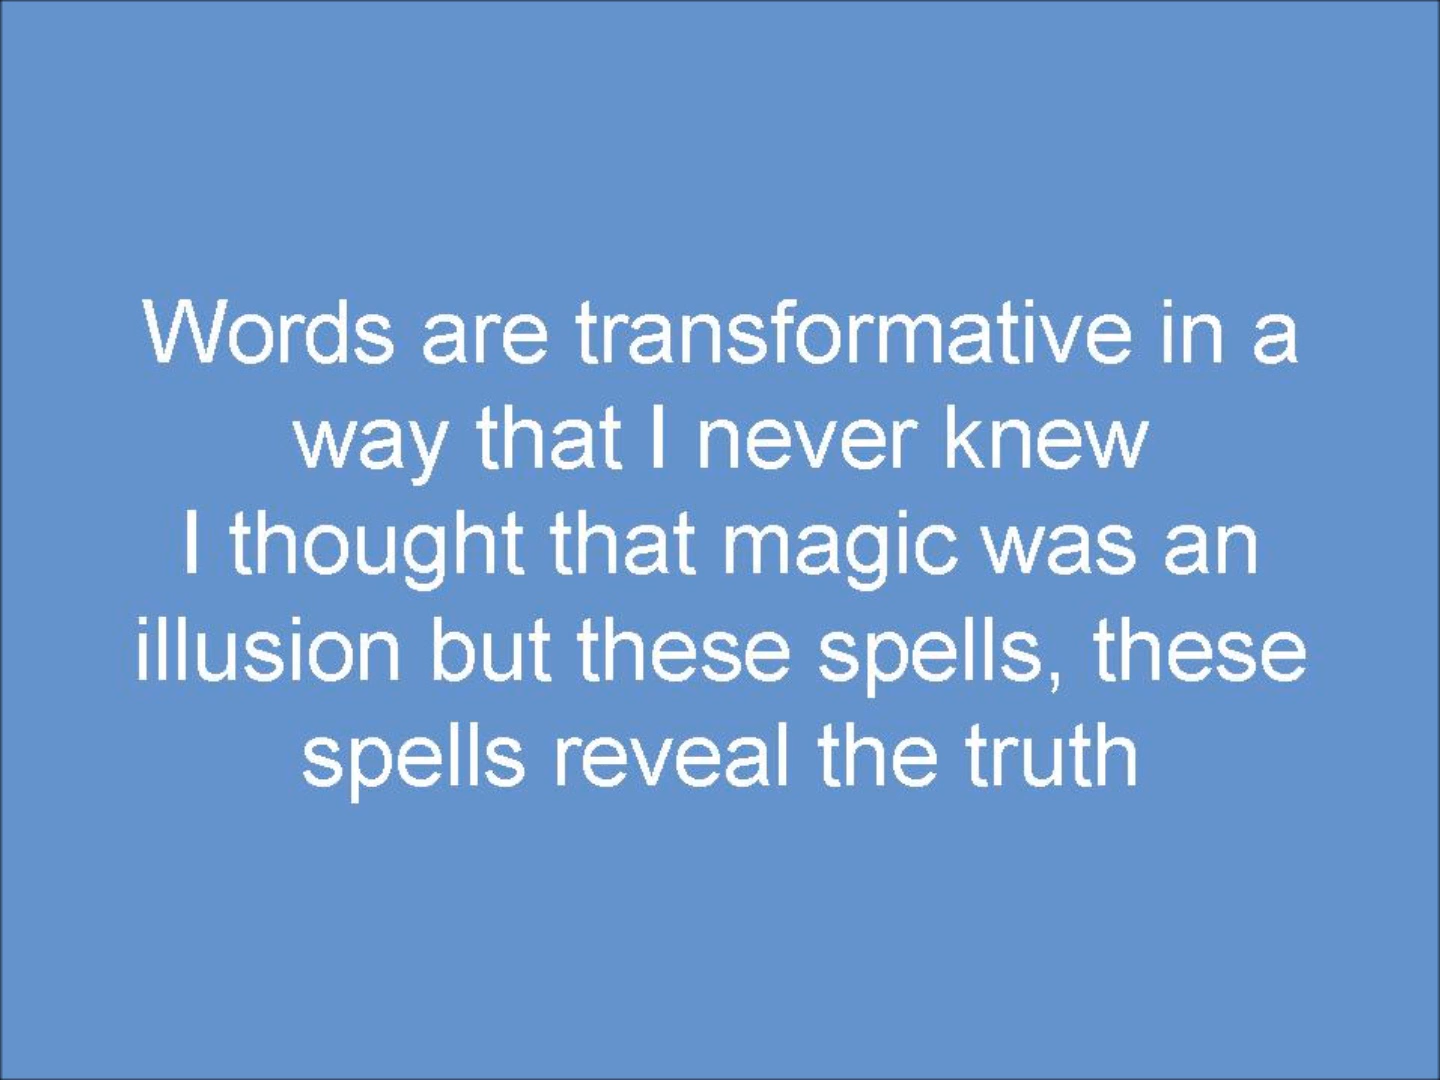 Words are transformative in a
way that I never knew
I thought that magic was an
illusion but these spells, these
spells reveal the truth